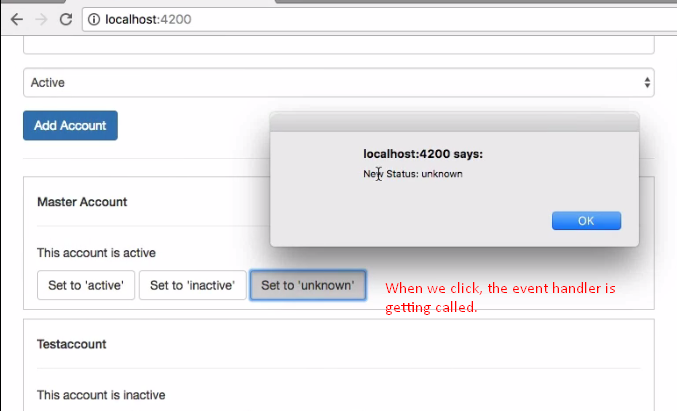 localhost:4200
Active
Add Account
localhost:4200 says:
New Status: unknown
OK
Master Account
This account is active
Set to 'active'
Set to 'inactive'
Set to 'unknown'
When we click, the event handler is
getting called.
Testaccount
This account is inactive